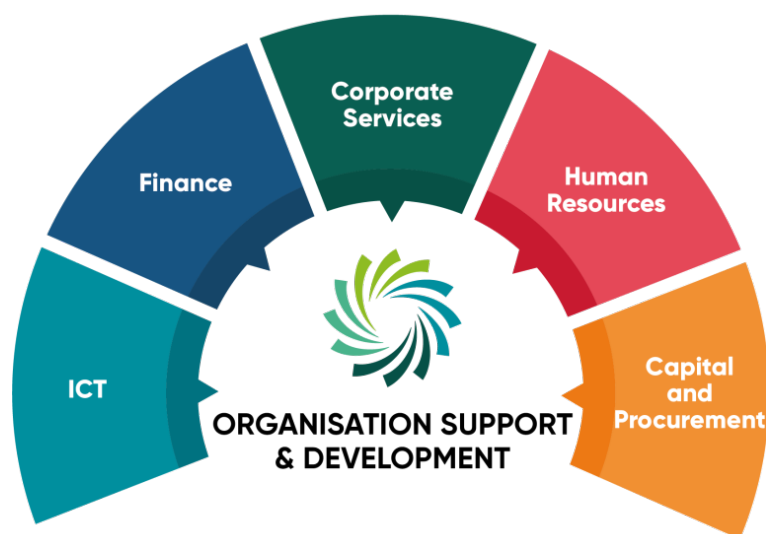 Corporate
Services
Finance
Human
Resources
ICT
Capital
and
Procurement
ORGANISATION SUPPORT
& DEVELOPMENT